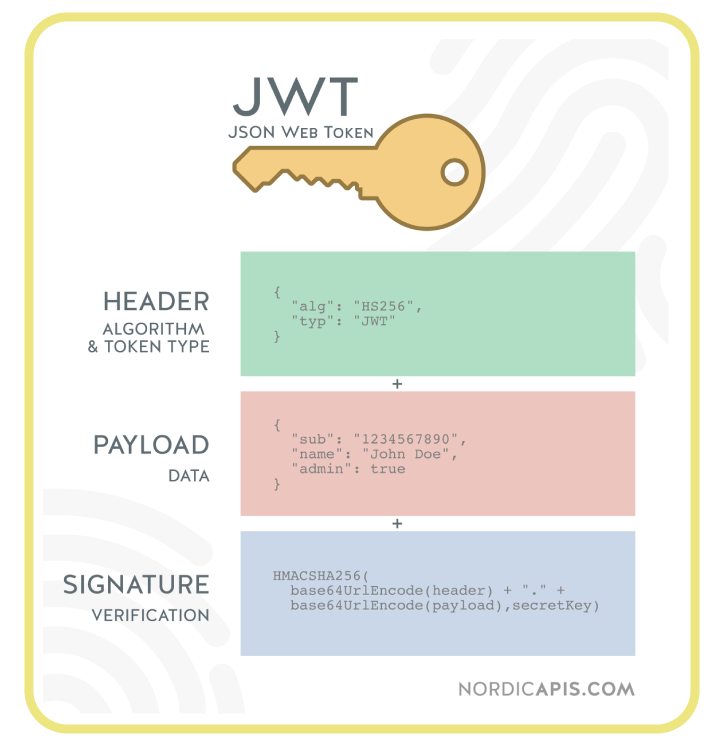 JWT
JSON Web Token
HEADER
ALGORITHM
& TOKEN TYPE
{
  "alg": "HS256",
  "typ": "JWT"
}
+
PAYLOAD
DATA
{
  "sub": "1234567890",
  "name": "John Doe",
  "admin": true
}
+
SIGNATURE
VERIFICATION
HMACSHA256(
  base64UrlEncode(header) + "." +
  base64UrlEncode(payload),secretKey)
NORDICAPIS.COM